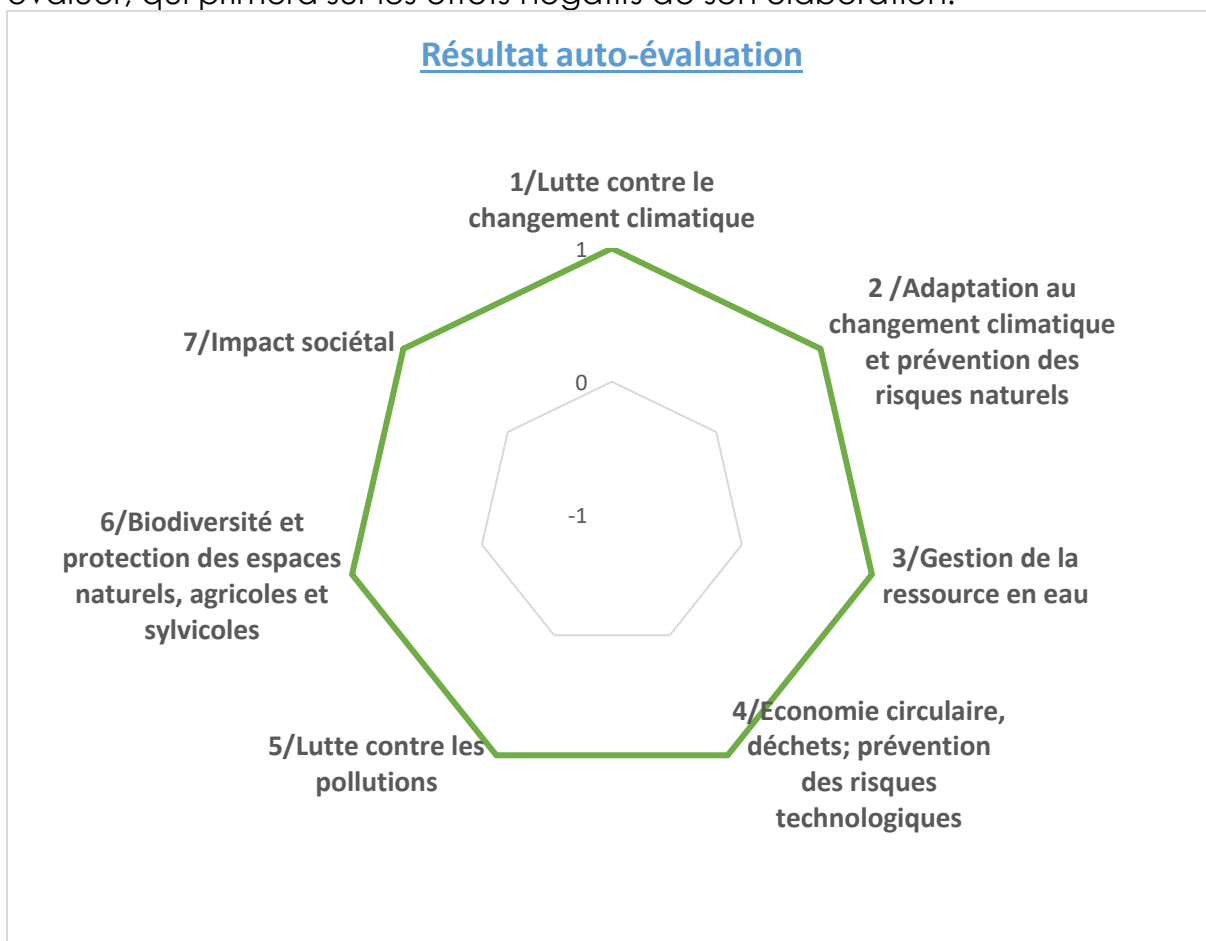 évaluer, qui primera sur les effets négatifs de son élaboration.
Résultat auto-évaluation
1/Lutte contre le
changement climatique
1
2 /Adaptation au
changement climatique
et prévention des
risques naturels
7/Impact sociétal
0
-1
6/Biodiversité et
protection des espaces
naturels, agricoles et
sylvicoles
3/Gestion de la
ressource en eau
4/Economie circulaire,
déchets; prévention
des risques
technologiques
5/Lutte contre les
pollutions